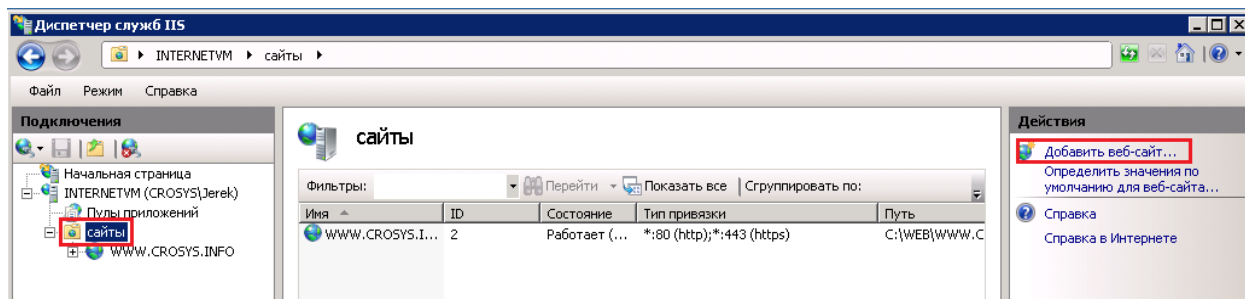 Диспетчер служб IIS
INTERNETVM сайты
Файл Режим Справка
Подключения
Начальная страница
INTERNETVM (CROSYS\Jerek)
Пулы приложений
сайты
WWW.CROSYS.INFO
сайты
Фильтры: Перейти Показать все Сгруппировать по:
Имя ID Состояние Тип привязки Путь
WWW.CROSYS.I... 2 Работает (... *:80 (http);*:443 (https) C:\WEB\WWW.C
Действия
Добавить веб-сайт...
Определить значения по
умолчанию для веб-сайта...
Справка
Справка в Интернете